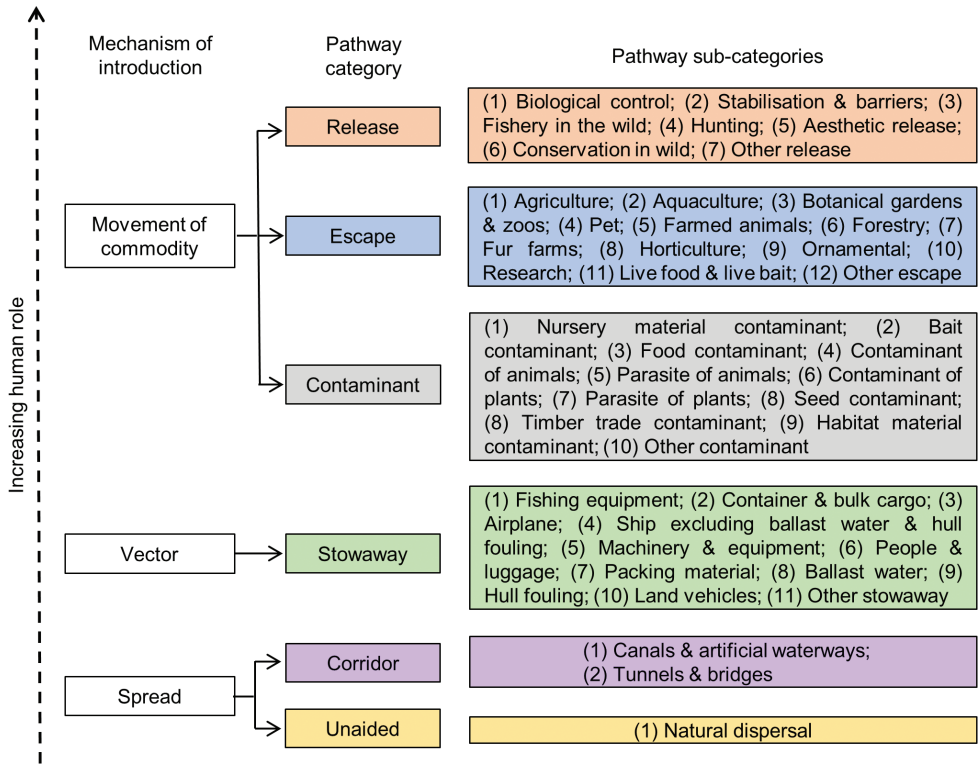 Mechanism of
introduction
Pathway
category
Pathway sub-categories
Increasing human role
Movement of
commodity
Release
(1) Biological control; (2) Stabilisation & barriers; (3)
Fishery in the wild; (4) Hunting; (5) Aesthetic release;
(6) Conservation in wild; (7) Other release
Escape
(1) Agriculture; (2) Aquaculture; (3) Botanical gardens
& zoos; (4) Pet; (5) Farmed animals; (6) Forestry; (7)
Fur farms; (8) Horticulture; (9) Ornamental; (10)
Research; (11) Live food & live bait; (12) Other escape
Contaminant
(1) Nursery material contaminant; (2) Bait
contaminant; (3) Food contaminant; (4) Contaminant
of animals; (5) Parasite of animals; (6) Contaminant of
plants; (7) Parasite of plants; (8) Seed contaminant;
(8) Timber trade contaminant; (9) Habitat material
contaminant; (10) Other contaminant
Vector
Stowaway
(1) Fishing equipment; (2) Container & bulk cargo; (3)
Airplane; (4) Ship excluding ballast water & hull
fouling; (5) Machinery & equipment; (6) People &
luggage; (7) Packing material; (8) Ballast water; (9)
Hull fouling; (10) Land vehicles; (11) Other stowaway
Spread
Corridor
(1) Canals & artificial waterways;
(2) Tunnels & bridges
Unaided
(1) Natural dispersal